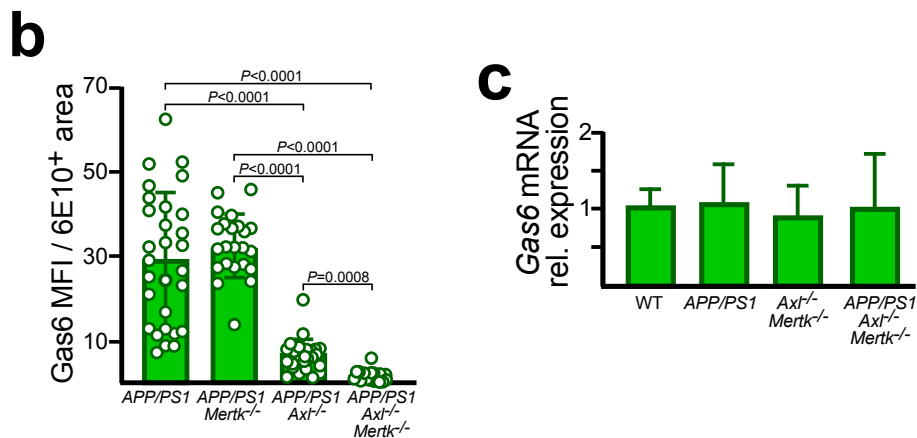 b
Gas6 MFI / 6E10⁺ area
70
50
30
10
P<0.0001
P<0.0001
P<0.0001
P<0.0001
P=0.0008
APP/PS1
APP/PS1
Mertk⁻/⁻
APP/PS1
Axl⁻/⁻
APP/PS1
Axl⁻/⁻
Mertk⁻/⁻
c
Gas6 mRNA
rel. expression
2
1
WT
APP/PS1
Axl⁻/⁻
Mertk⁻/⁻
APP/PS1
Axl⁻/⁻
Mertk⁻/⁻